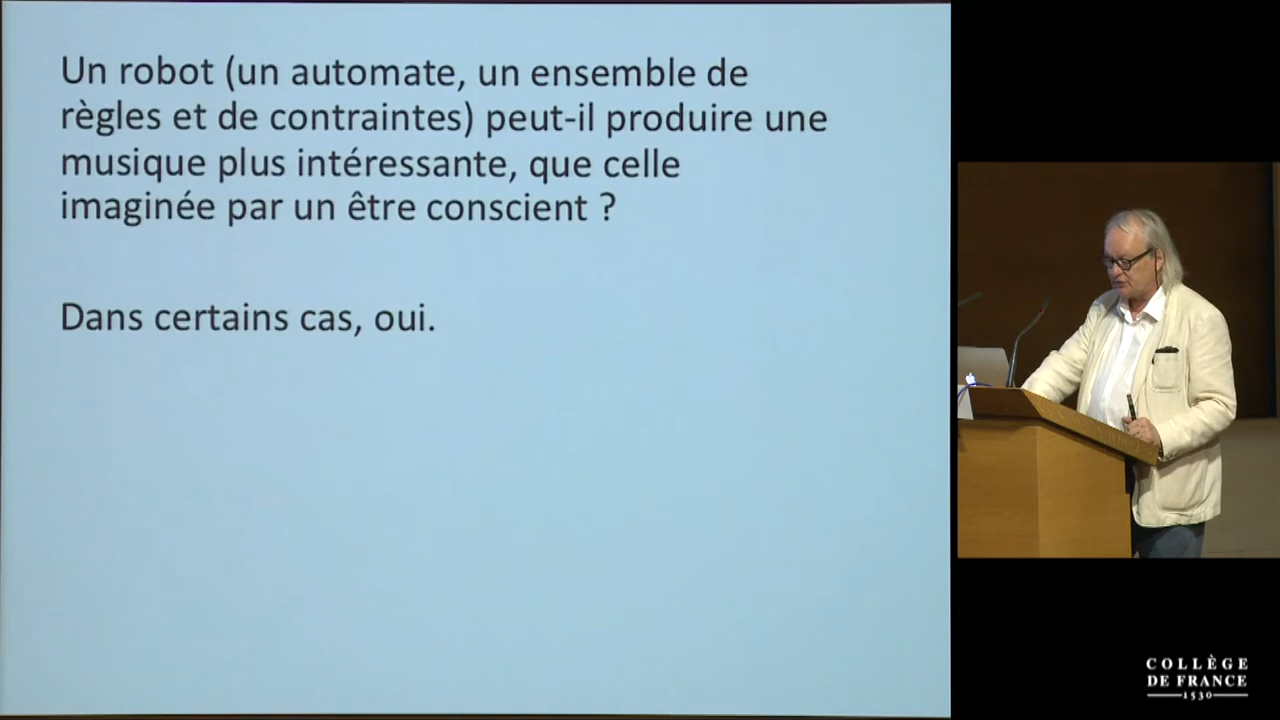 Un robot (un automate, un ensemble de
règles et de contraintes) peut-il produire une
musique plus intéressante, que celle
imaginée par un être conscient ?
Dans certains cas, oui.
COLLÈGE
DE FRANCE
1530